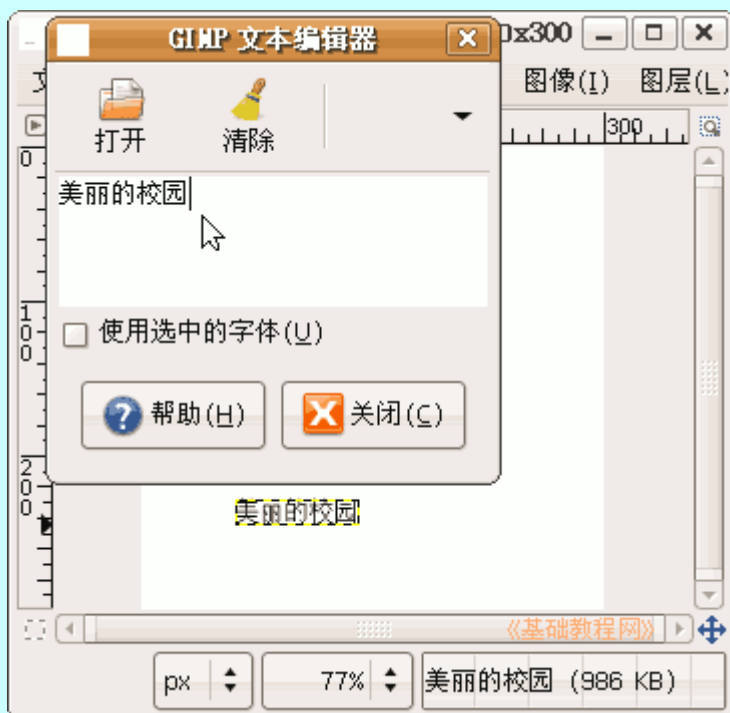 GIMP 文本编辑器
0x300
图像(I) 图层(L)
打开 清除
300
0
美丽的校园
100
使用选中的字体(U)
帮助(H) 关闭(C)
200
美丽的校园
《基础教程网》
px 77% 美丽的校园 (986 KB)